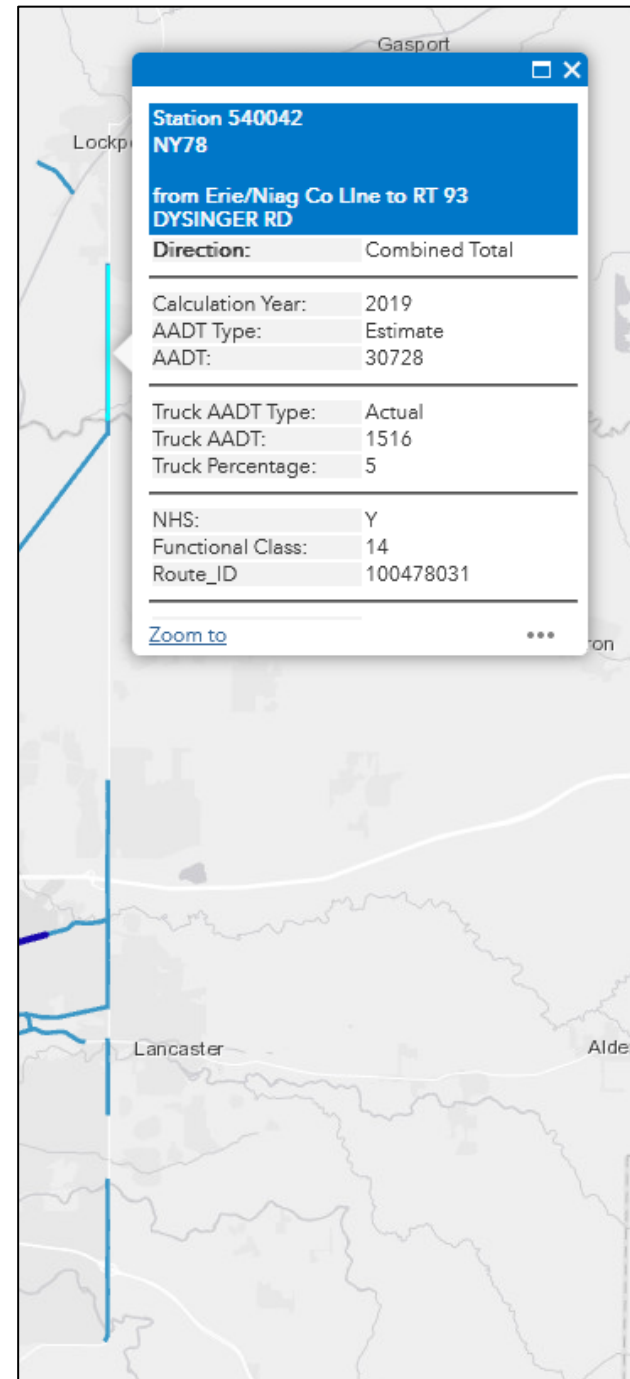 Gasport
Lockp
Station 540042
NY78
from Erie/Niag Co LIne to RT 93
DYSINGER RD
Direction: Combined Total
Calculation Year: 2019
AADT Type: Estimate
AADT: 30728
Truck AADT Type: Actual
Truck AADT: 1516
Truck Percentage: 5
NHS: Y
Functional Class: 14
Route_ID 100478031
Zoom to
ron
Lancaster
Alde